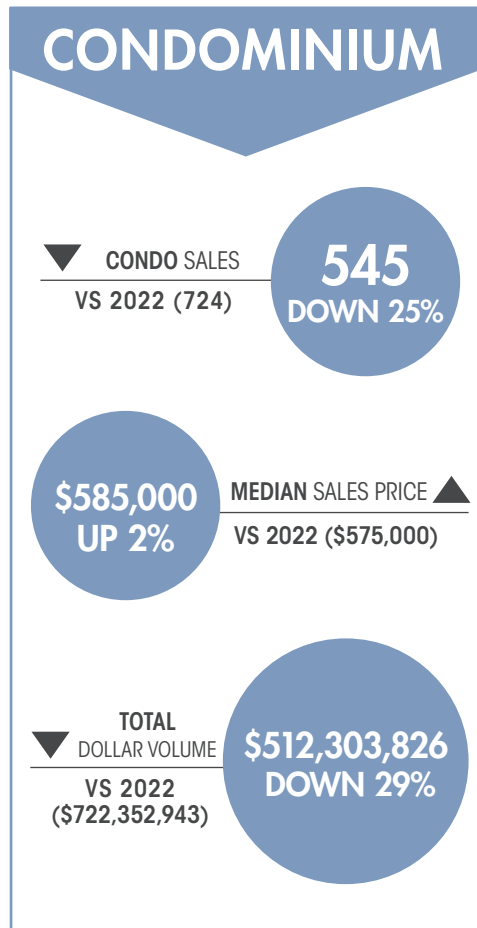 CONDOMINIUM
CONDO SALES
VS 2022 (724)
545
DOWN 25%
$585,000
UP 2%
MEDIAN SALES PRICE
VS 2022 ($575,000)
TOTAL
DOLLAR VOLUME
VS 2022
($722,352,943)
$512,303,826
DOWN 29%